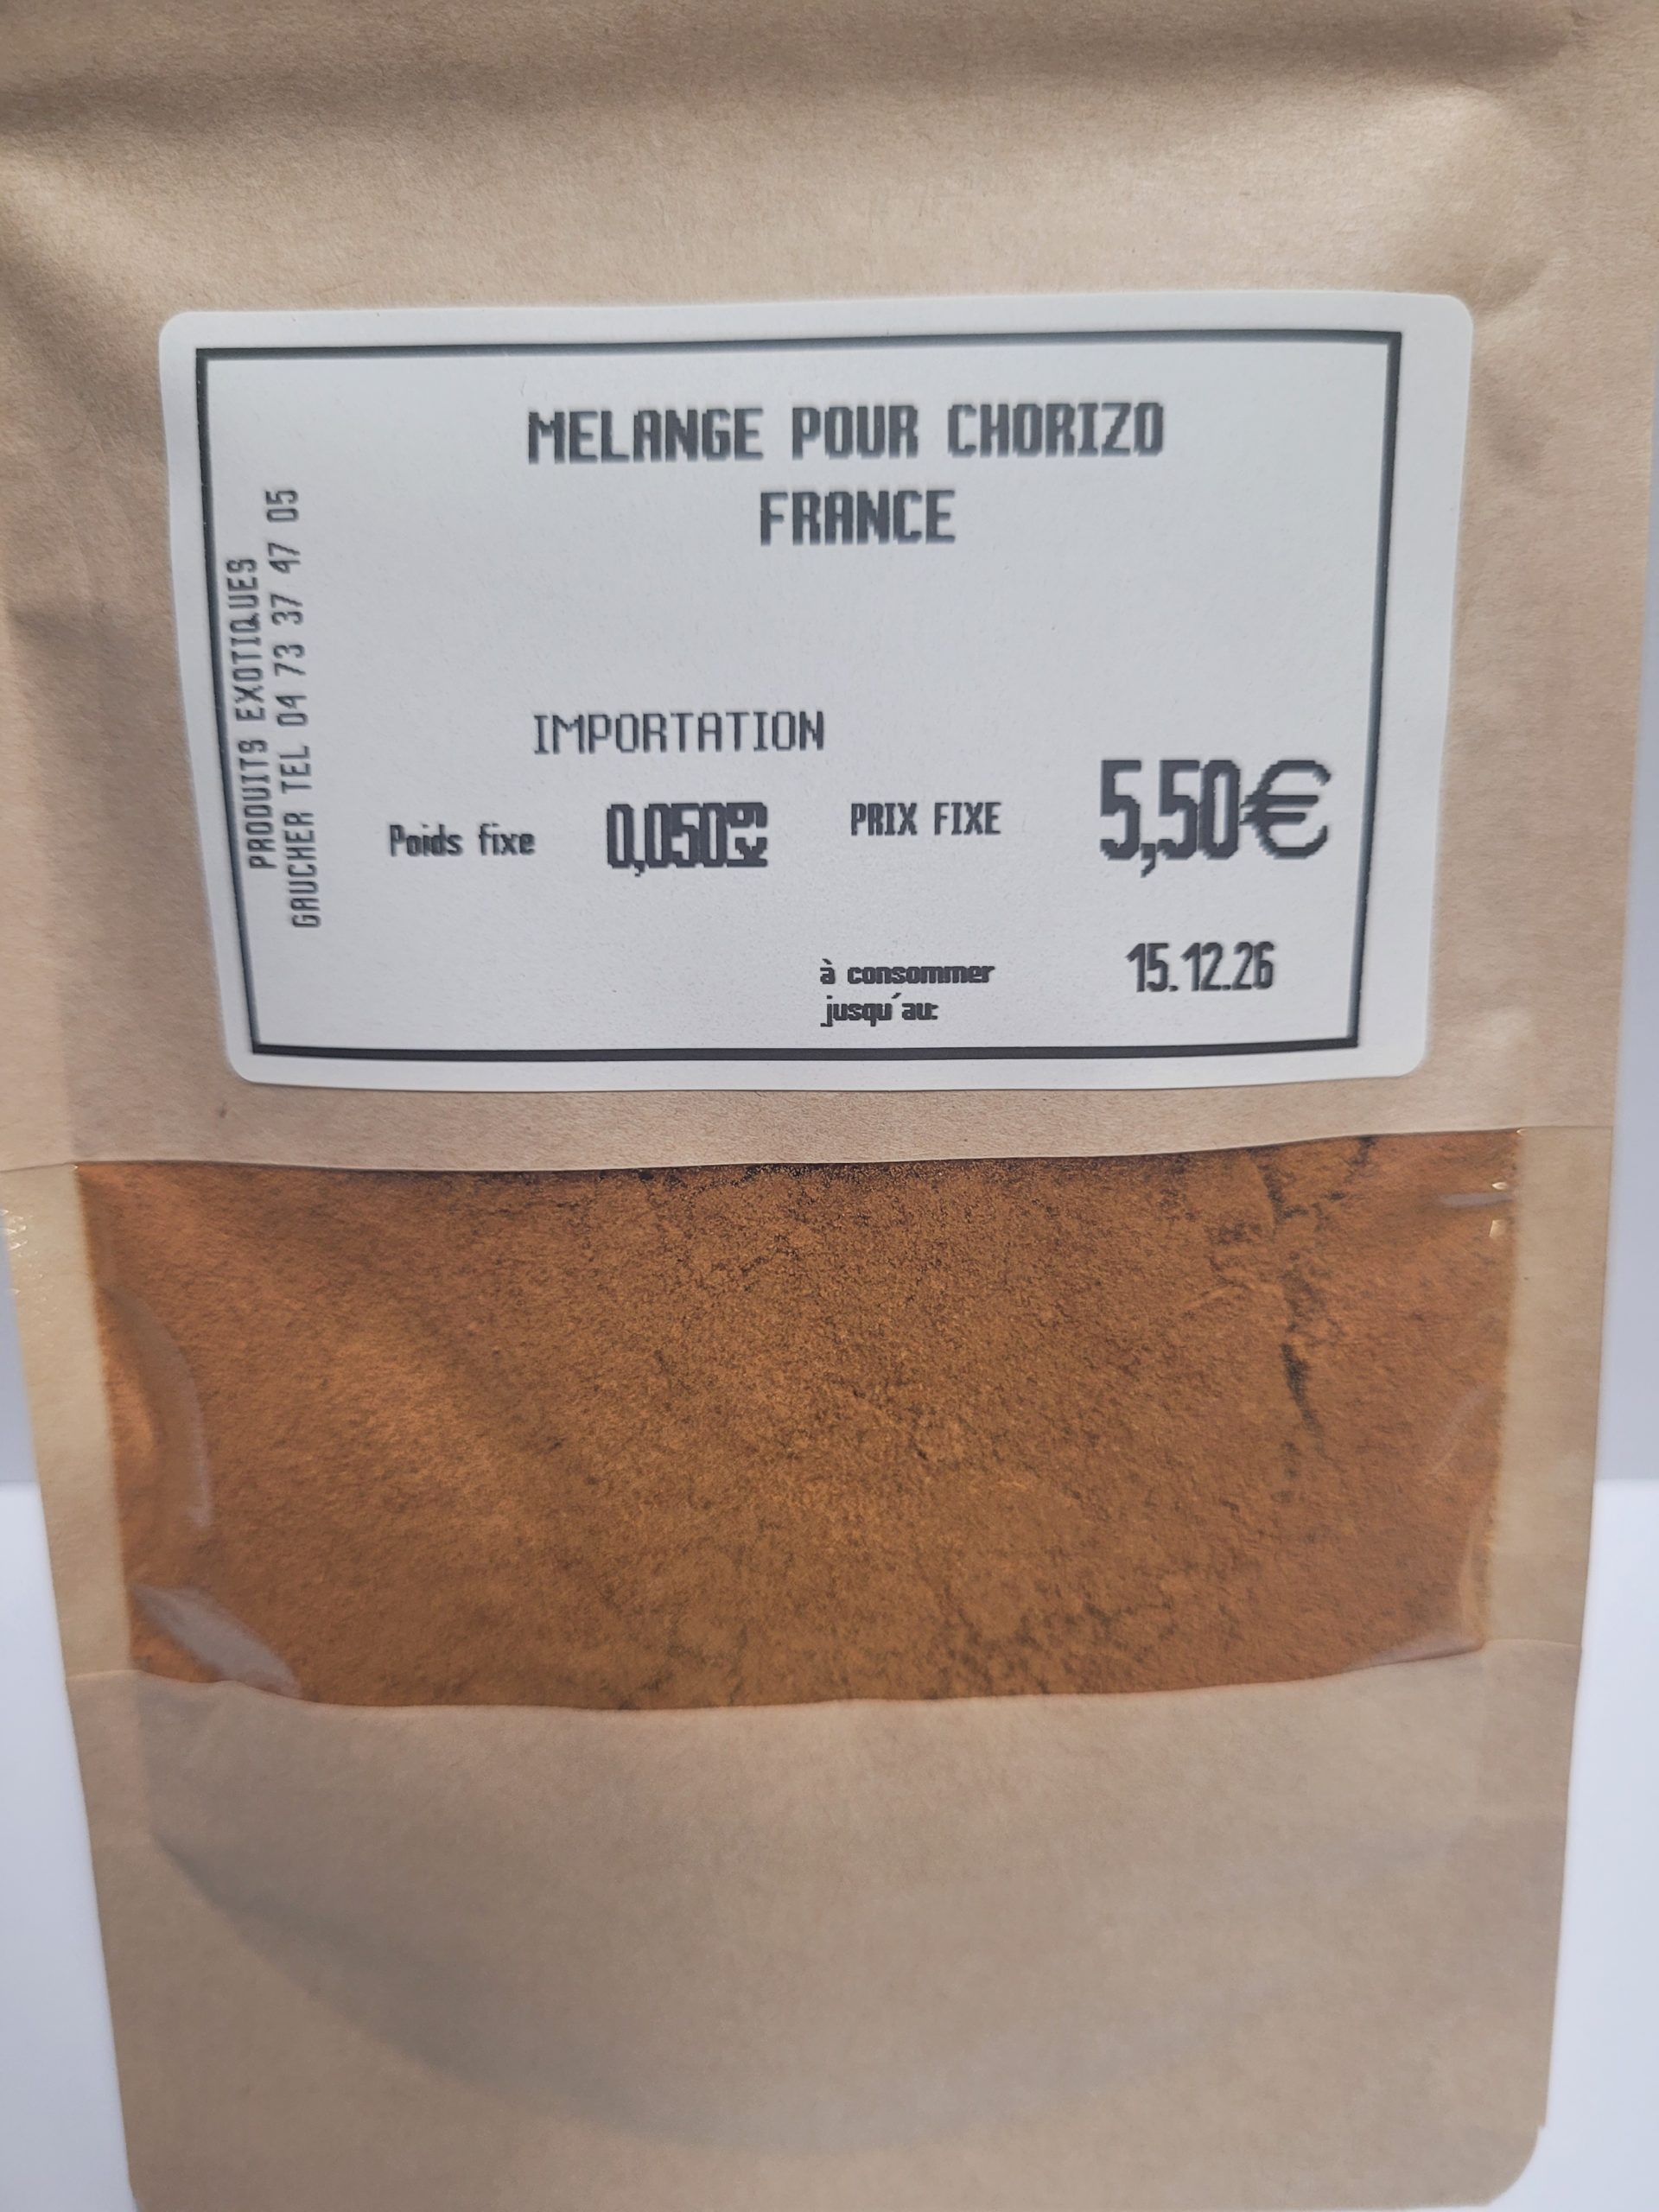 MELANGE POUR CHORIZO
FRANCE
PRODUITS EXOTIQUES
GAUCHER TEL 04 73 37 47 05
IMPORTATION
Poids fixe 0,050kg PRIX FIXE 5,50€
à consommer 15.12.26
jusqu'au: